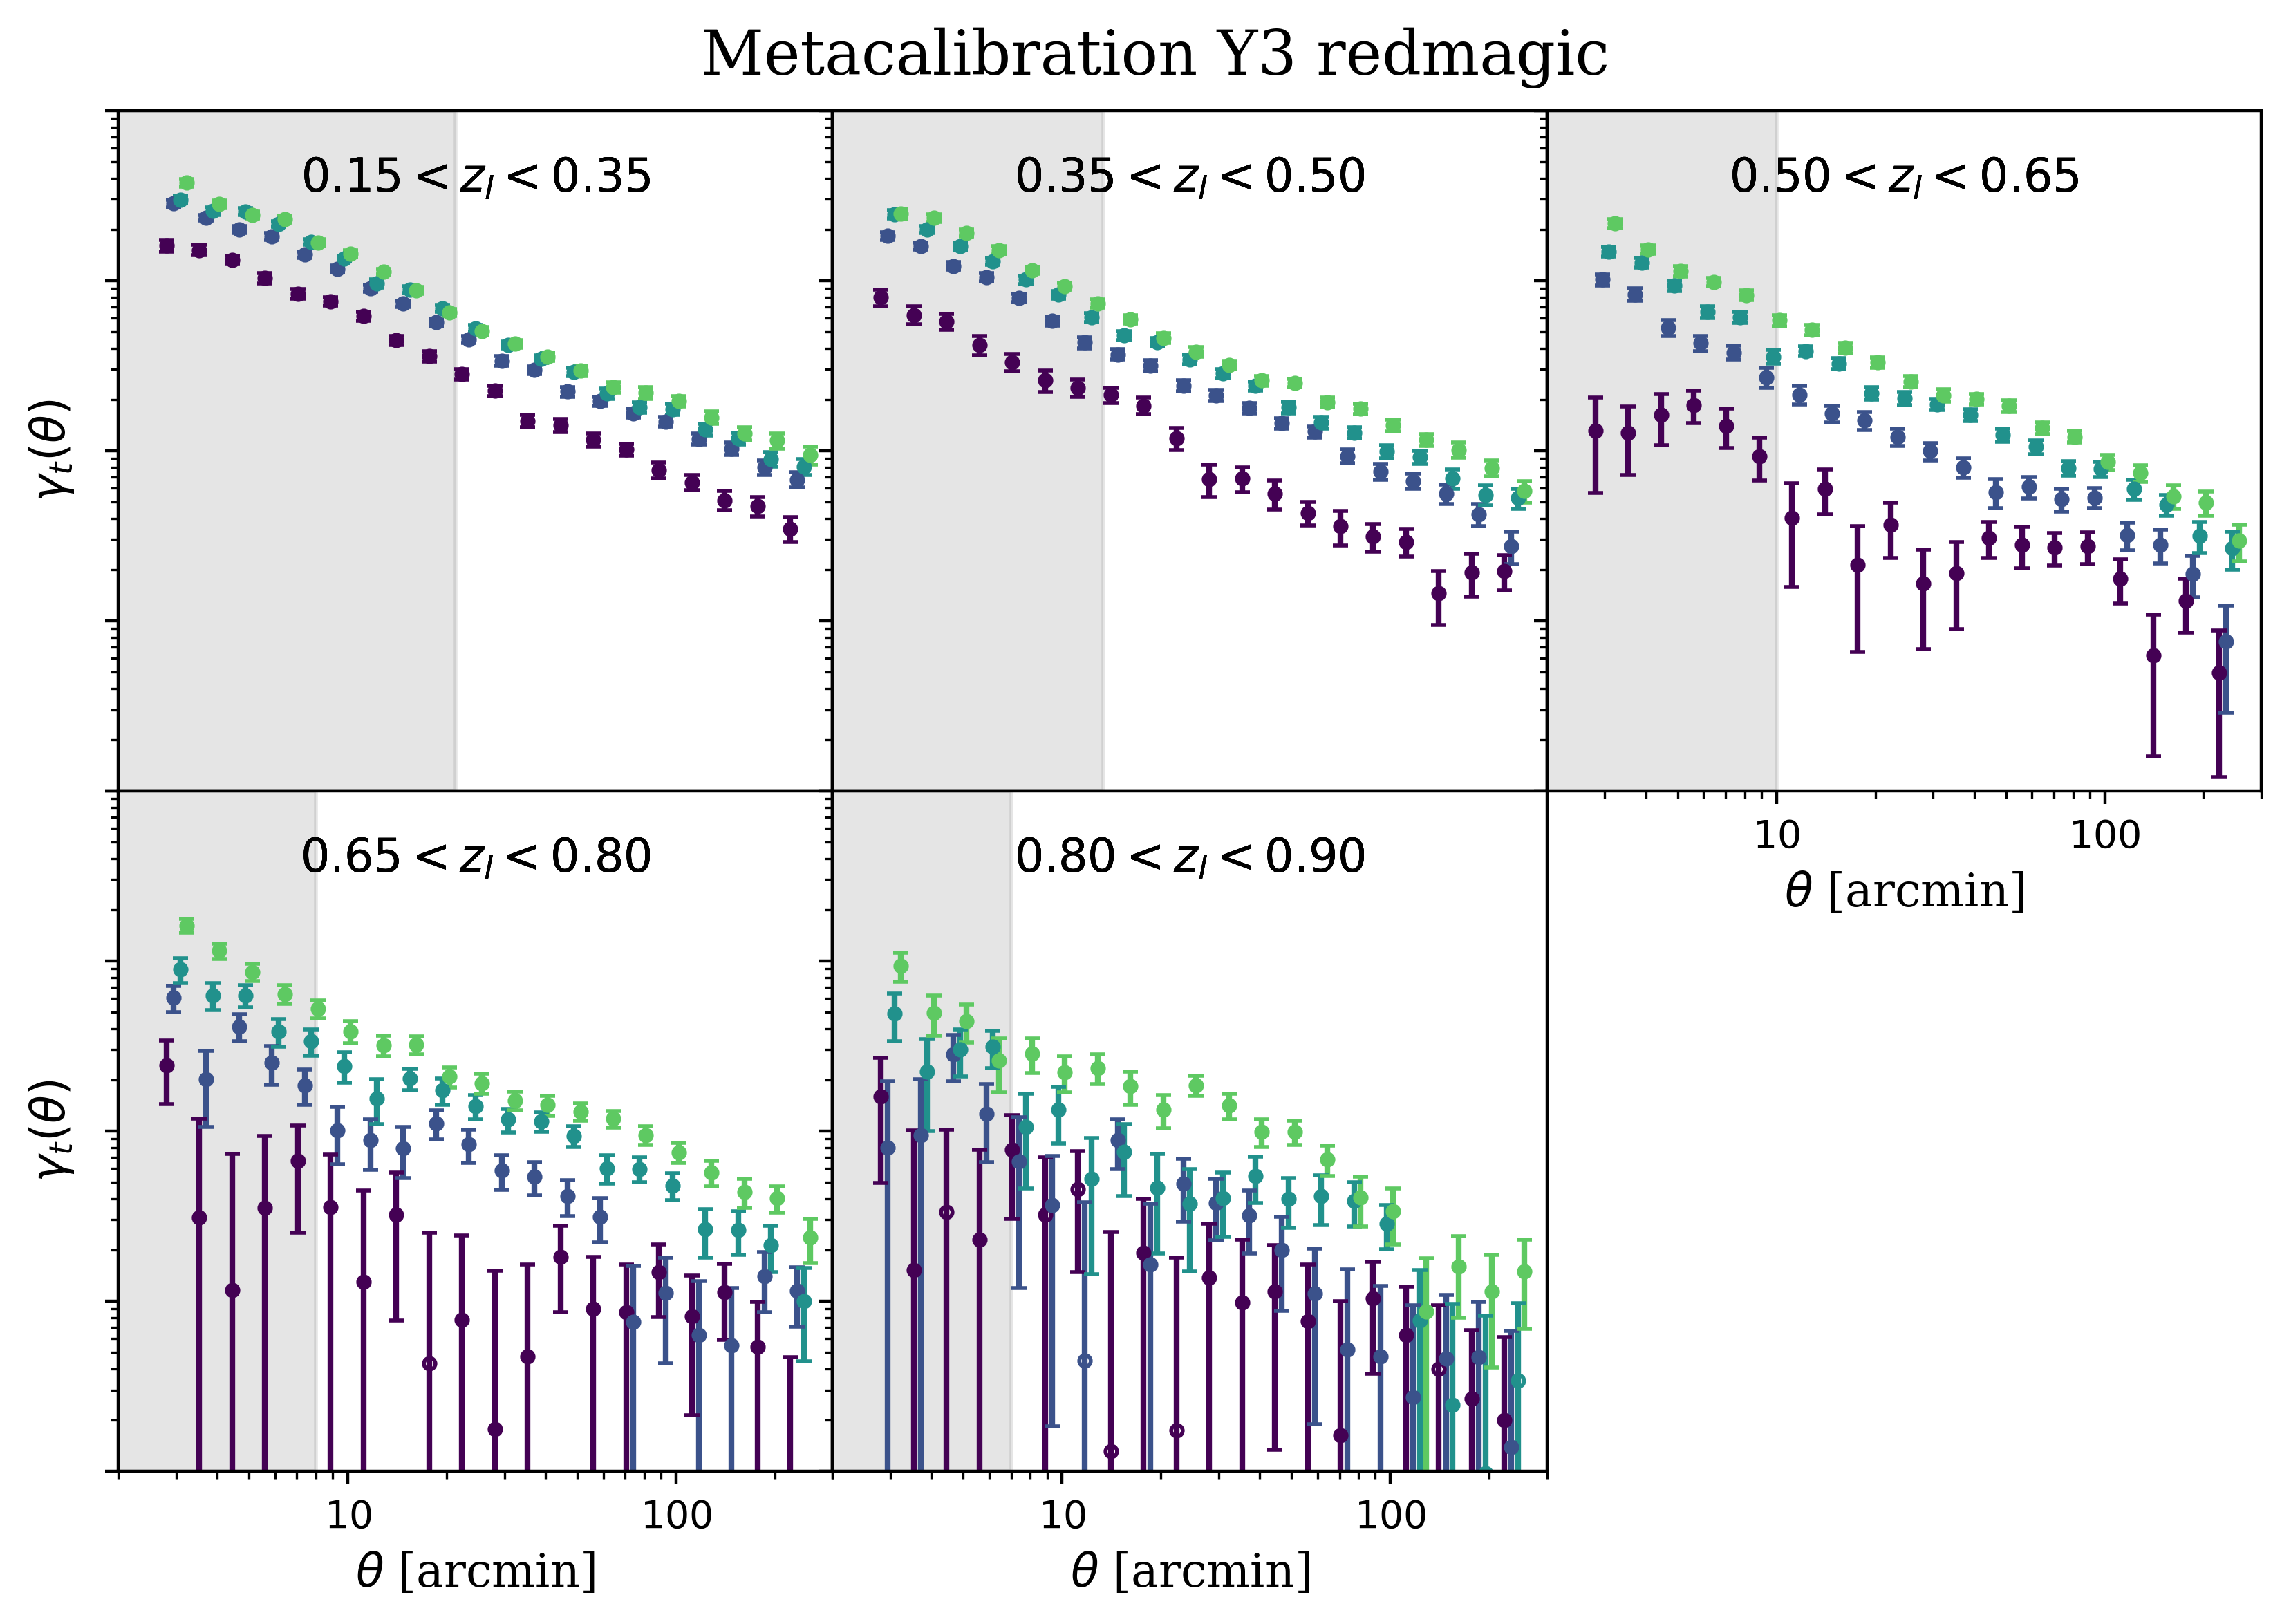 Metacalibration Y3 redmagic
0.15 < z_l < 0.35
0.35 < z_l < 0.50
0.50 < z_l < 0.65
γ_t(θ)
10 100
θ [arcmin]
0.65 < z_l < 0.80
0.80 < z_l < 0.90
γ_t(θ)
10 100
10 100
θ [arcmin]
θ [arcmin]